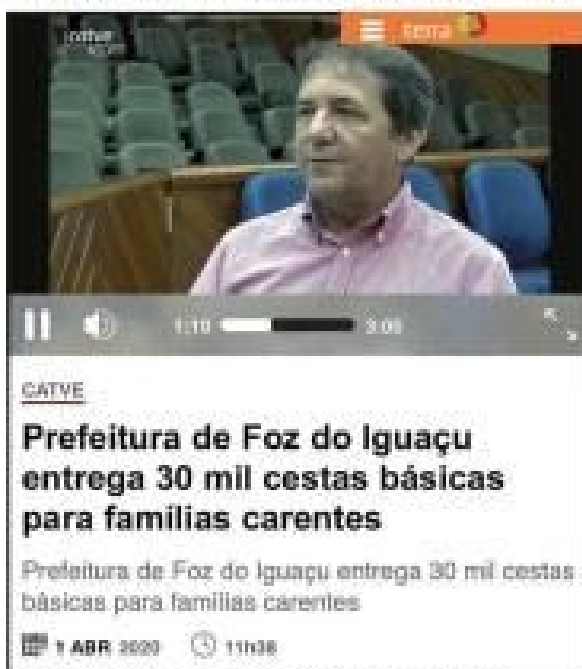 catve
terra
1:10 3:00
CATVE
Prefeitura de Foz do Iguaçu
entrega 30 mil cestas básicas
para famílias carentes
Prefeitura de Foz do Iguaçu entrega 30 mil cestas
básicas para famílias carentes
1 ABR 2020 11h38